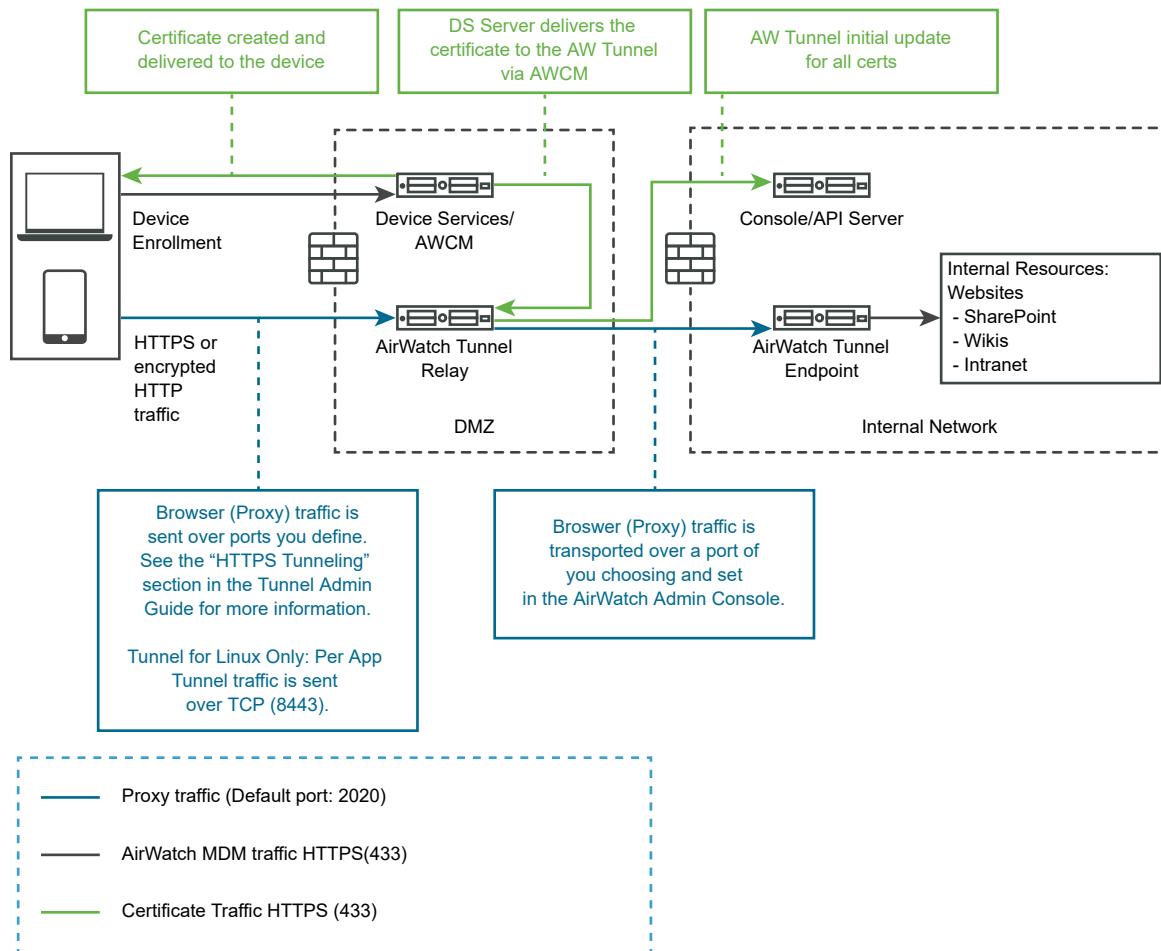 Certificate created and
delivered to the device
DS Server delivers the
certificate to the AW Tunnel
via AWCM
AW Tunnel initial update
for all certs
Device
Enrollment
Device Services/
AWCM
Console/API Server
Internal Resources:
Websites
- SharePoint
- Wikis
- Intranet
HTTPS or
encrypted
HTTP
traffic
AirWatch Tunnel
Relay
AirWatch Tunnel
Endpoint
DMZ
Internal Network
Browser (Proxy) traffic is
sent over ports you define.
See the “HTTPS Tunneling”
section in the Tunnel Admin
Guide for more information.
Tunnel for Linux Only: Per App
Tunnel traffic is sent
over TCP (8443).
Broswer (Proxy) traffic is
transported over a port of
you choosing and set
in the AirWatch Admin Console.
Proxy traffic (Default port: 2020)
AirWatch MDM traffic HTTPS(433)
Certificate Traffic HTTPS (433)